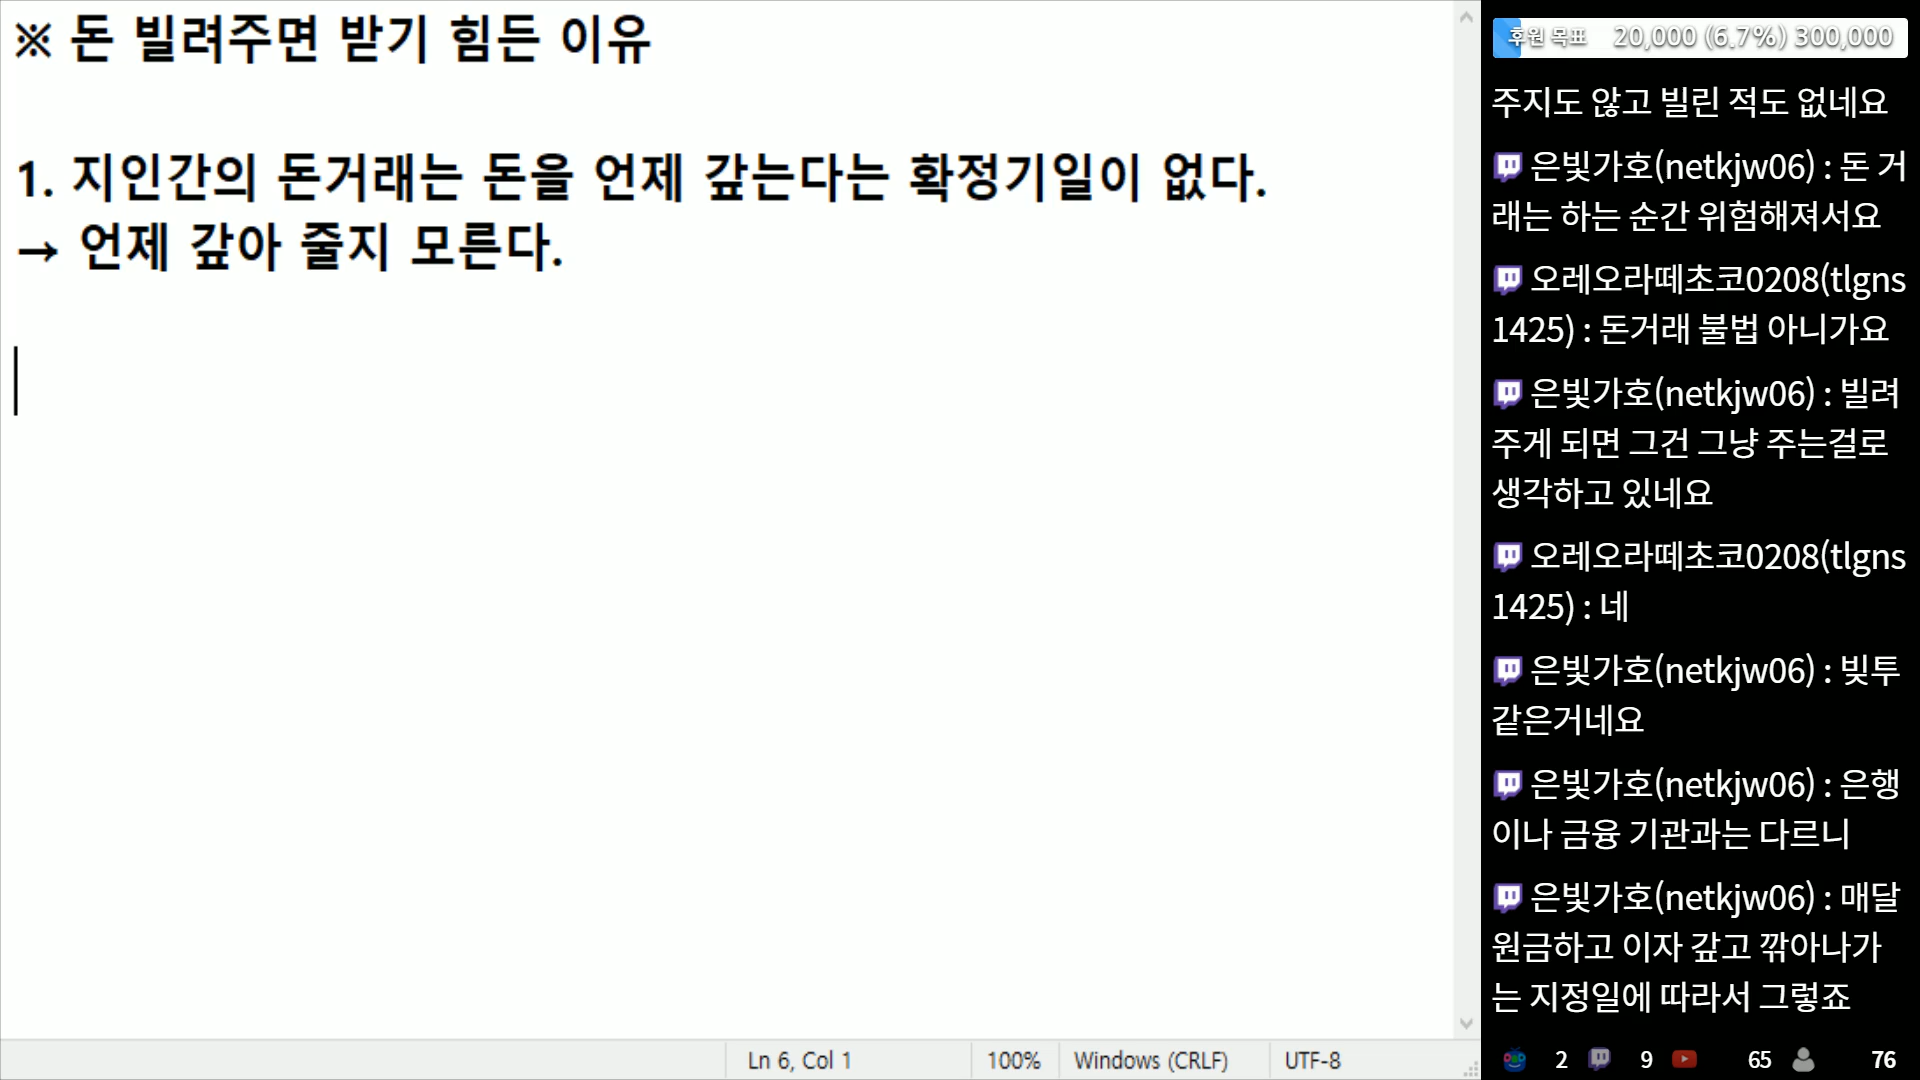 ※ 돈 빌려주면 받기 힘든 이유
1. 지인간의 돈거래는 돈을 언제 갚는다는 확정기일이 없다.
→ 언제 갚아 줄지 모른다.
Ln 6, Col 1
100%
Windows (CRLF)
UTF-8
후원 목표 20,000 (6.7%) 300,000
주지도 않고 빌린 적도 없네요
은빛가호(netkjw06) : 돈 거
래는 하는 순간 위험해져서요
오레오라떼초코0208(tlgns
1425) : 돈거래 불법 아니가요
은빛가호(netkjw06) : 빌려
주게 되면 그건 그냥 주는걸로
생각하고 있네요
오레오라떼초코0208(tlgns
1425) : 네
은빛가호(netkjw06) : 빚투
같은거네요
은빛가호(netkjw06) : 은행
이나 금융 기관과는 다르니
은빛가호(netkjw06) : 매달
원금하고 이자 갚고 깎아나가
는 지정일에 따라서 그렇죠
2 9 65 76